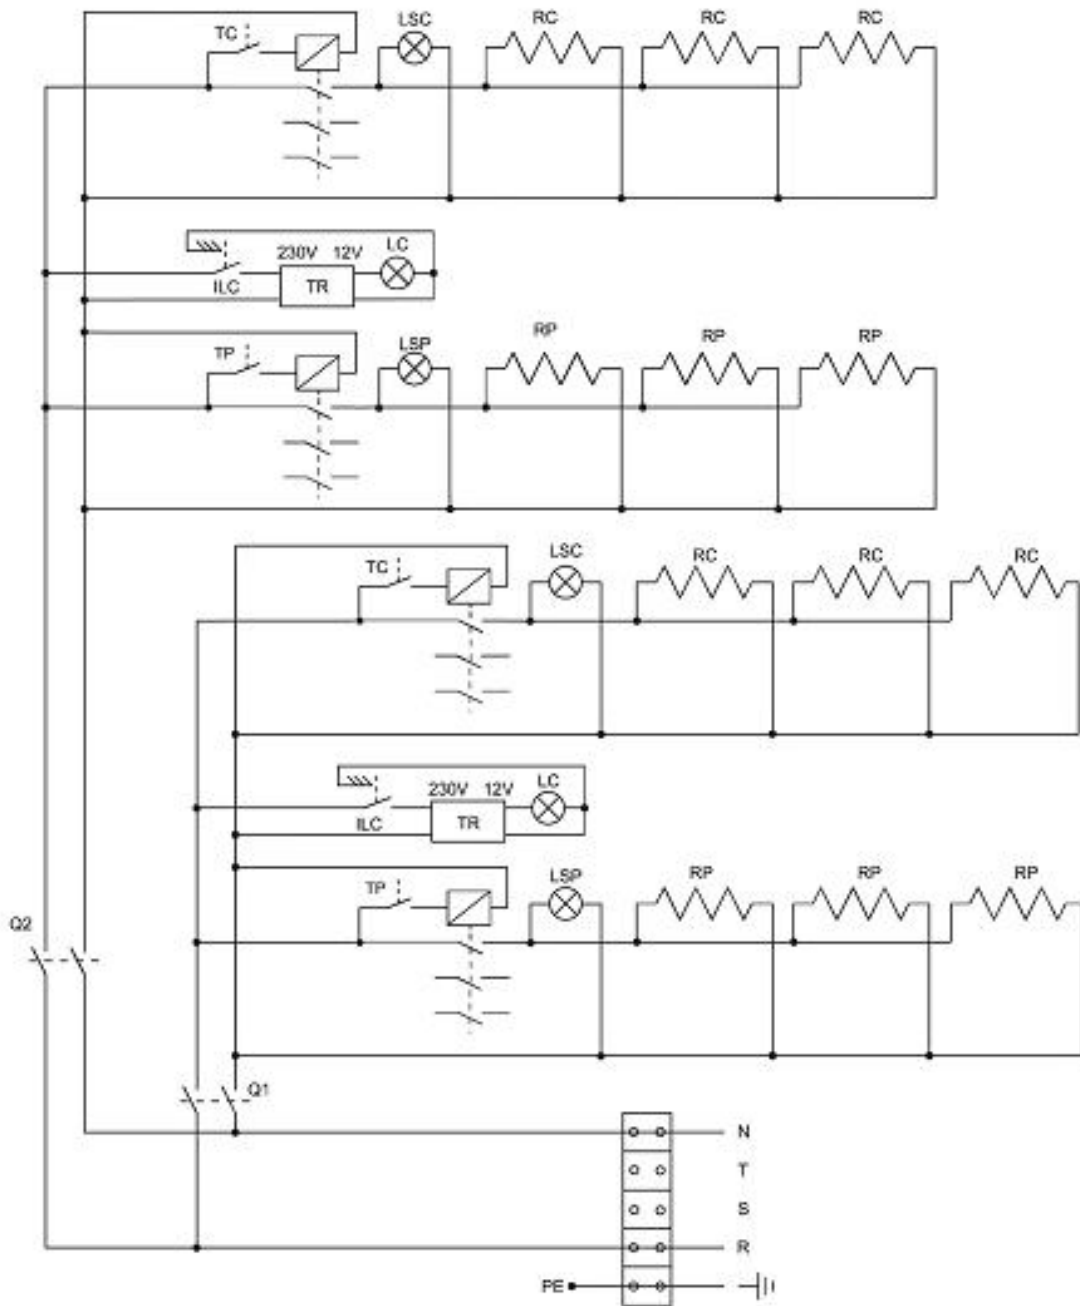 TC LSC RC RC RC
230V 12V LC
ILC TR
TP LSP RP RP RP
TC LSC RC RC RC
230V 12V LC
ILC TR
TP LSP RP RP RP
Q2
Q1
N
T
S
R
PE